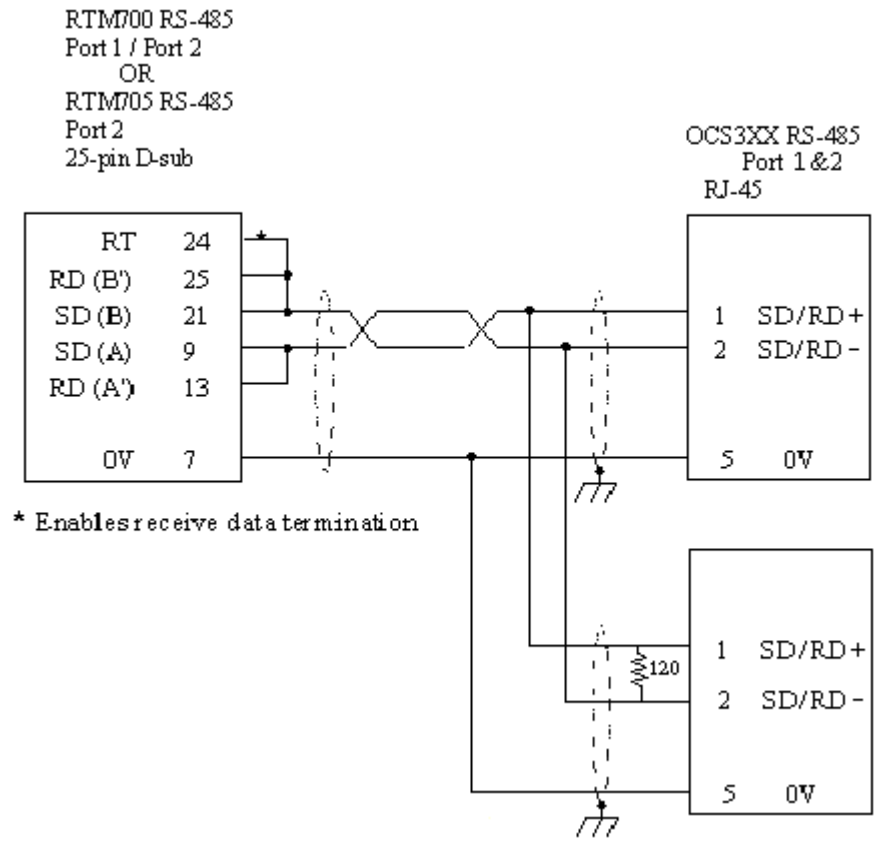 RTM700 RS-485
Port 1 / Port 2
OR
RTM705 RS-485
Port 2
25-pin D-sub
OCS3XX RS-485
Port 1&2
RJ-45
RT 24
RD (B') 25
SD (B) 21
SD (A) 9
RD (A') 13
0V 7
1 SD/RD+
2 SD/RD-
5 0V
* Enables receive data termination
1 SD/RD+
120
2 SD/RD-
5 0V